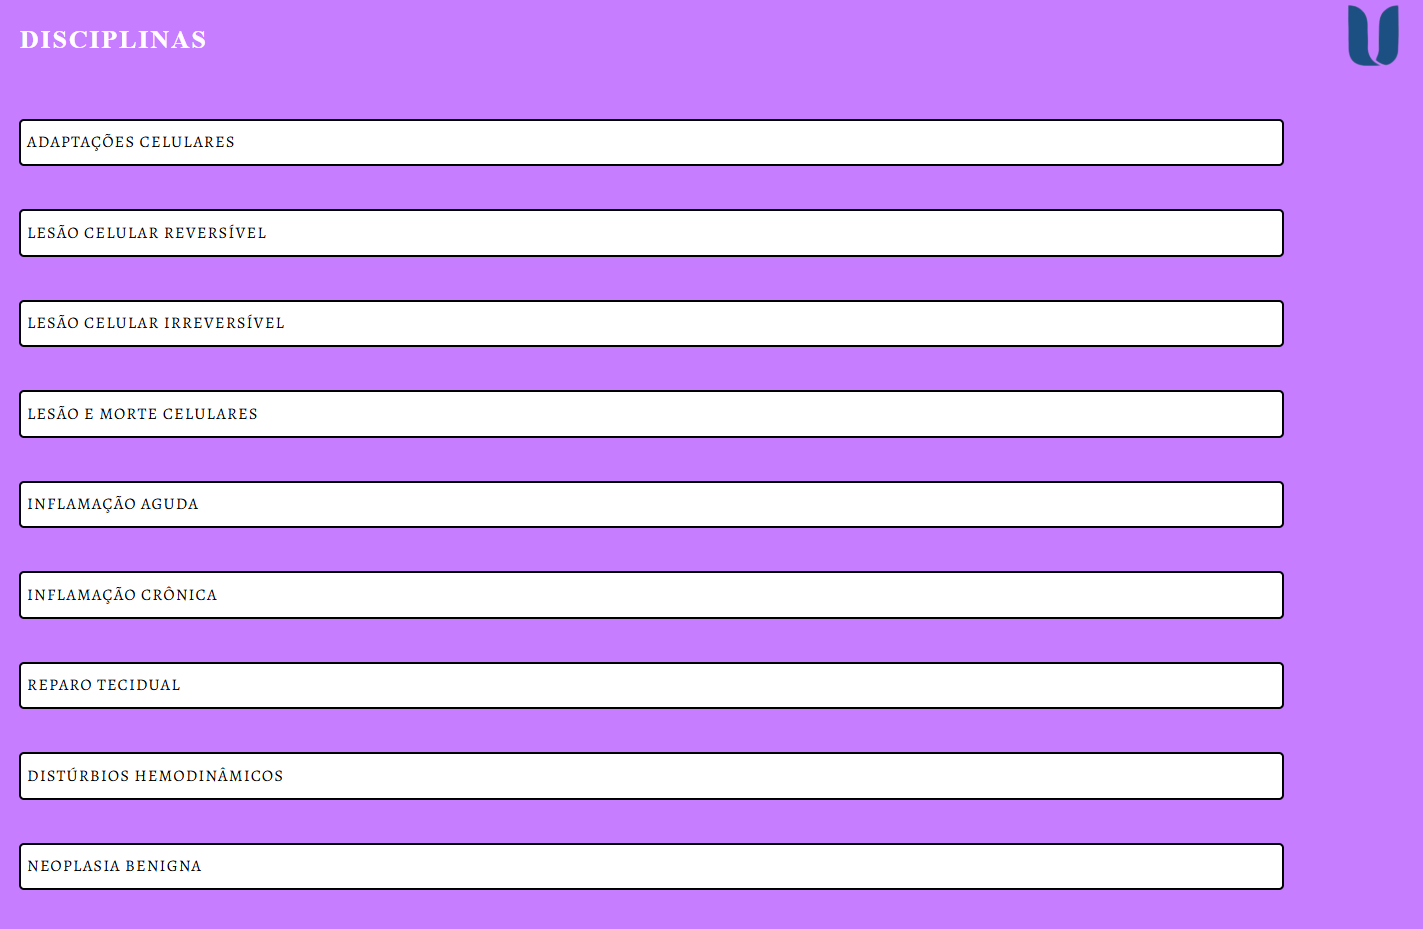 DISCIPLINAS
ADAPTAÇÕES CELULARES
LESÃO CELULAR REVERSÍVEL
LESÃO CELULAR IRREVERSÍVEL
LESÃO E MORTE CELULARES
INFLAMAÇÃO AGUDA
INFLAMAÇÃO CRÔNICA
REPARO TECIDUAL
DISTÚRBIOS HEMODINÂMICOS
NEOPLASIA BENIGNA